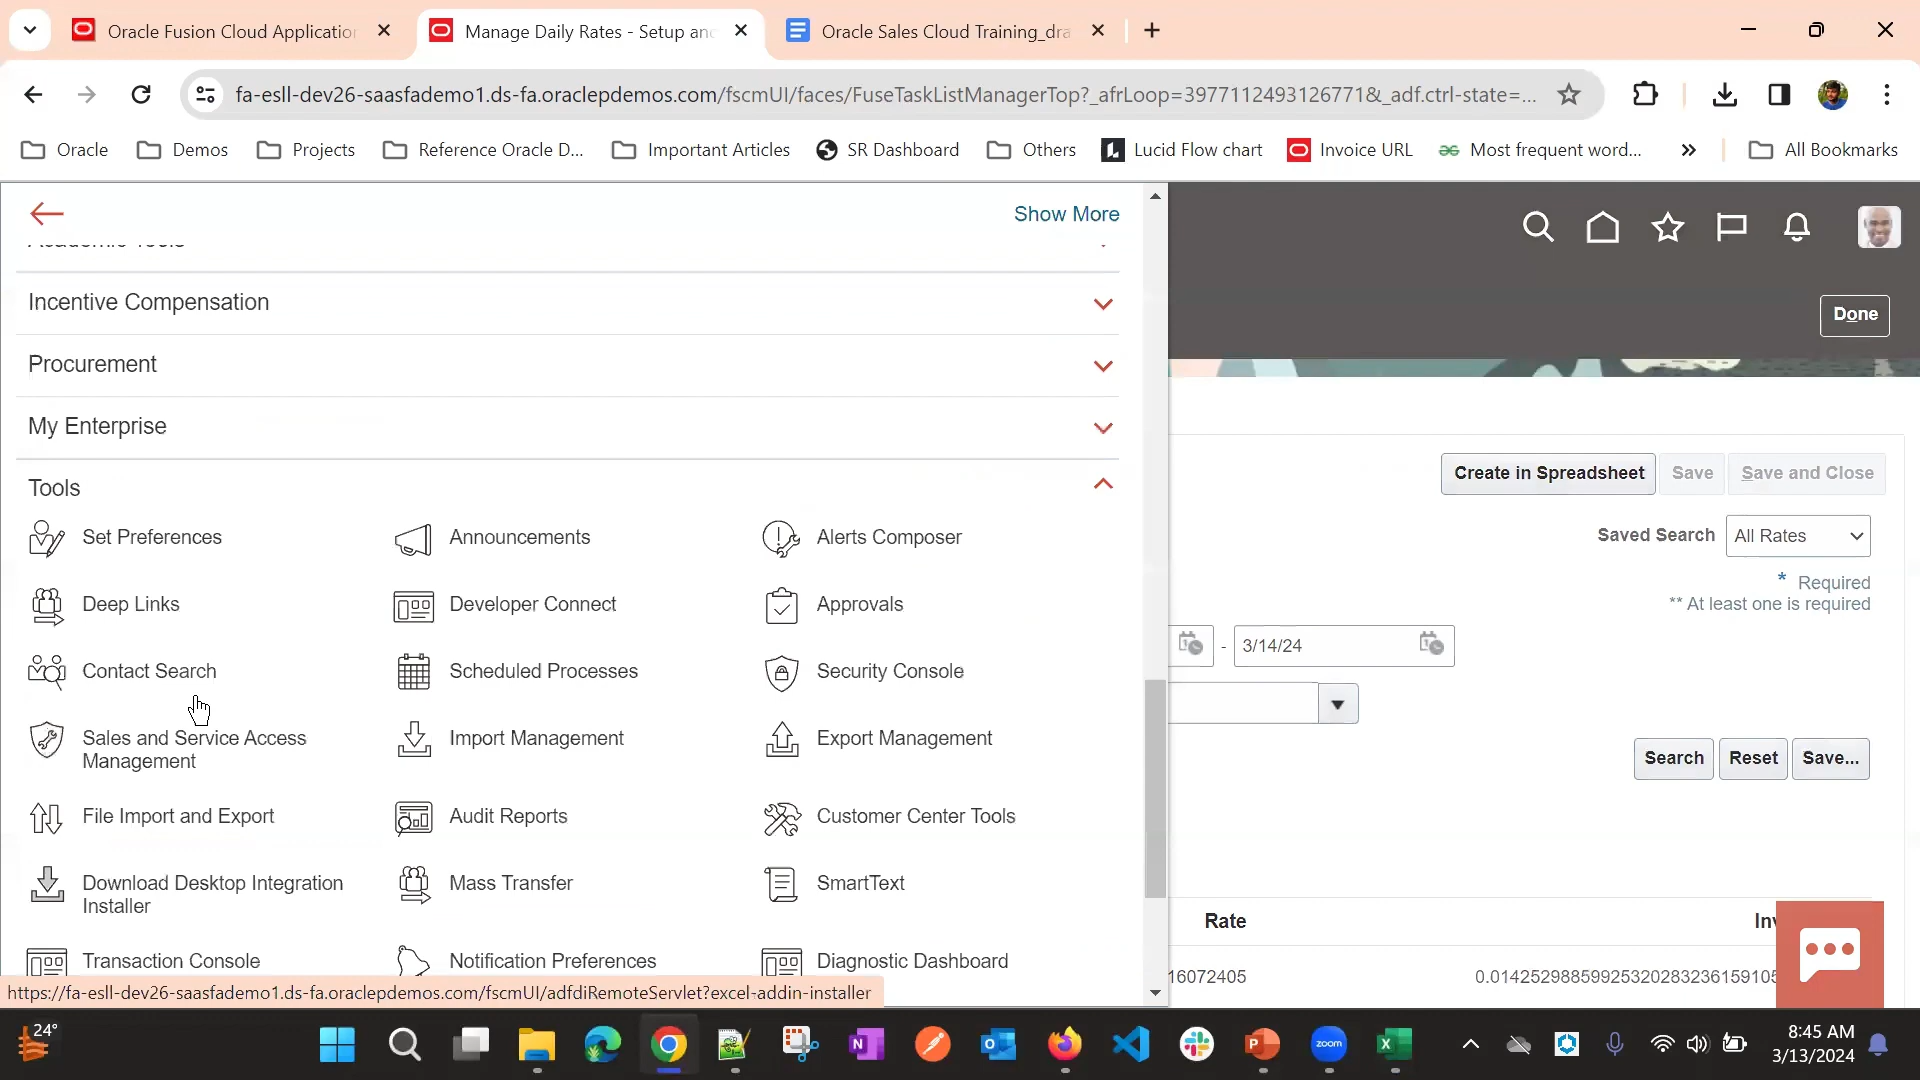 Oracle Fusion Cloud Application
Manage Daily Rates - Setup and
Oracle Sales Cloud Training_dra
fa-esll-dev26-saasfademo1.ds-fa.oraclepdemos.com/fscmUI/faces/FuseTaskListManagerTop?_afrLoop=3977112493126771&_adf.ctrl-state=...
Oracle
Demos
Projects
Reference Oracle D...
Important Articles
SR Dashboard
Others
Lucid Flow chart
Invoice URL
Most frequent word...
All Bookmarks
Show More
Incentive Compensation
Done
Procurement
My Enterprise
Create in Spreadsheet
Save
Save and Close
Tools
Saved Search
All Rates
Set Preferences
Announcements
Alerts Composer
* Required
** At least one is required
Deep Links
Developer Connect
Approvals
- 3/14/24
Contact Search
Scheduled Processes
Security Console
Sales and Service Access
Management
Import Management
Export Management
Search
Reset
Save...
File Import and Export
Audit Reports
Customer Center Tools
Download Desktop Integration
Installer
Mass Transfer
SmartText
Rate
Inv
Transaction Console
Notification Preferences
Diagnostic Dashboard
16072405
0.01425298859925320283236159105
https://fa-esll-dev26-saasfademo1.ds-fa.oraclepdemos.com/fscmUI/adfdiRemoteServlet?excel-addin-installer
24°
zoom
8:45 AM
3/13/2024